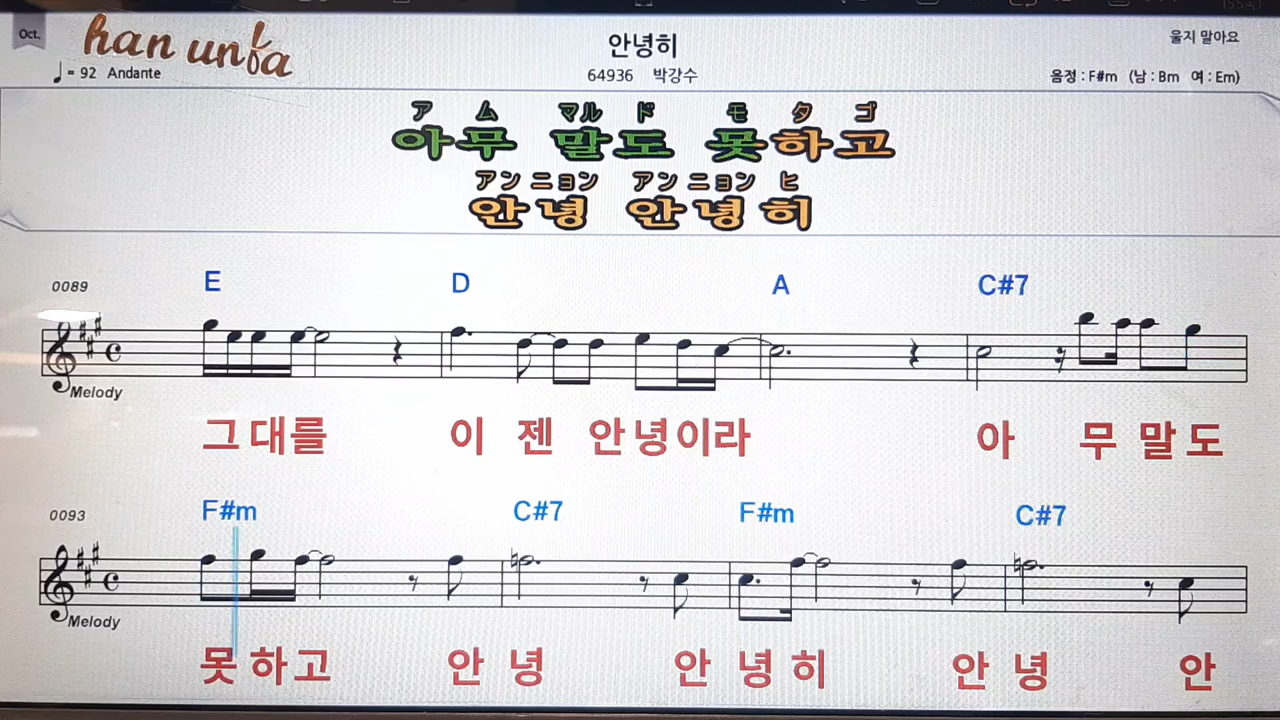 Oct.
han unfa
안녕히
울지 말아요
♩= 92 Andante
64936 박강수
음정 : F#m (남 : Bm 여 : Em)
ア ム マル ド モ タ ゴ
아무 말도 못하고
アン ニョン アン ニョン ヒ
안녕 안녕히
0089
E D A C#7
Melody
그대를 이 젠 안녕이라 아 무 말도
0093
F#m C#7 F#m C#7
Melody
못하고 안 녕 안 녕 히 안 녕 안